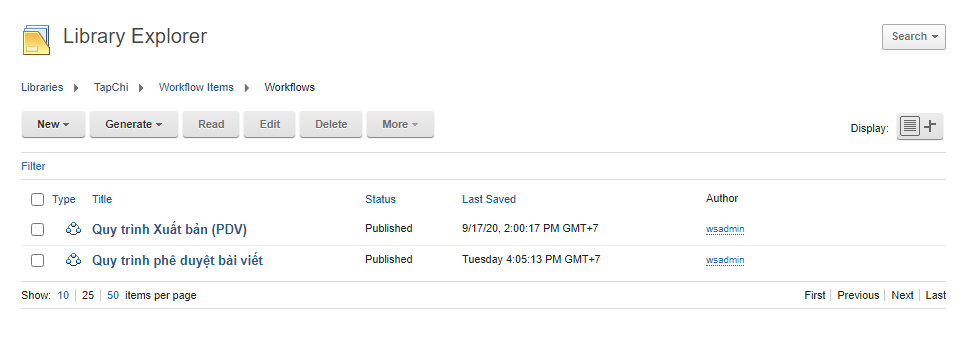 Library Explorer
Search
Libraries TapChi Workflow Items Workflows
New Generate Read Edit Delete More
Display:
Filter
Type Title Status Last Saved Author
Quy trình Xuất bản (PDV) Published 9/17/20, 2:00:17 PM GMT+7 wsadmin
Quy trình phê duyệt bài viết Published Tuesday 4:05:13 PM GMT+7 wsadmin
Show: 10 25 50 items per page First Previous Next Last